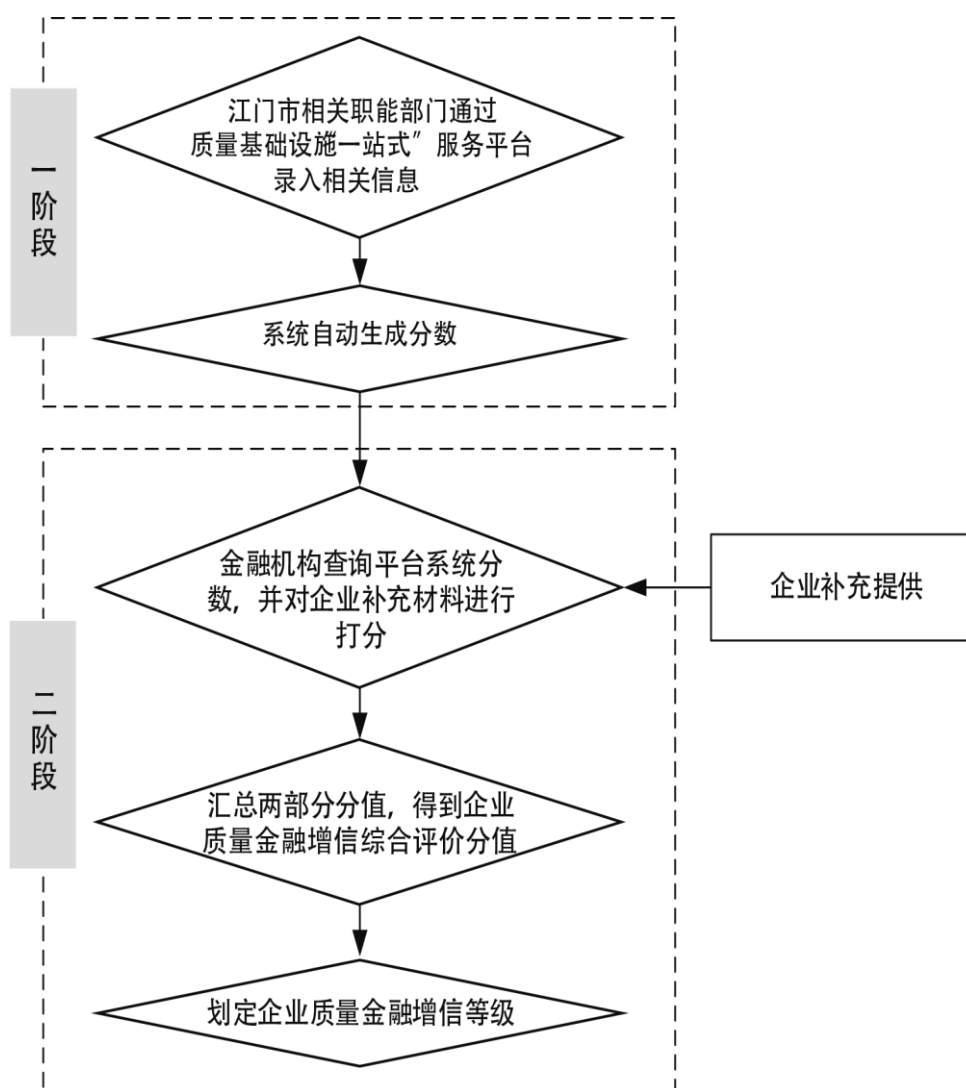 一阶段
江门市相关职能部门通过
质量基础设施“一站式”服务平台
录入相关信息
系统自动生成分数
二阶段
金融机构查询平台系统分
数，并对企业补充材料进行
打分
企业补充提供
汇总两部分分值，得到企业
质量金融增信综合评价分值
划定企业质量金融增信等级